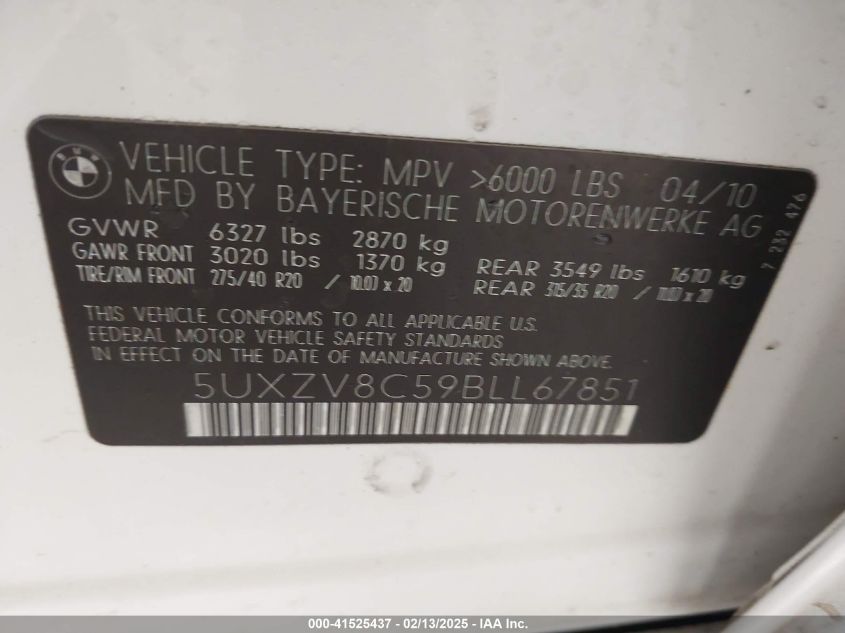 BMW
VEHICLE TYPE: MPV >6000 LBS 04/10
MFD BY BAYERISCHE MOTORENWERKE AG
GVWR 6327 lbs 2870 kg
GAWR FRONT 3020 lbs 1370 kg REAR 3549 lbs 1610 kg
TIRE/RIM FRONT 275/40 R20 / 10.0J x 20 REAR 315/35 R20 / 11.0J x 20
THIS VEHICLE CONFORMS TO ALL APPLICABLE U.S.
FEDERAL MOTOR VEHICLE SAFETY STANDARDS
IN EFFECT ON THE DATE OF MANUFACTURE SHOWN ABOVE.
5UXZV8C59BLL67851
7 232 476
000-41525437 - 02/13/2025 - IAA Inc.